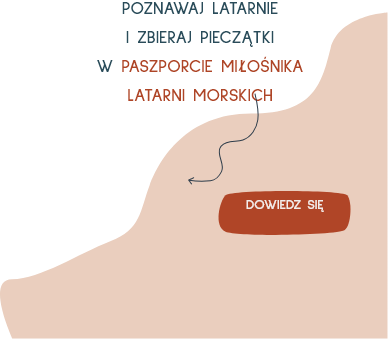 POZNAWAJ LATARNIE
I ZBIERAJ PIECZĄTKI
W PASZPORCIE MIŁOŚNIKA
LATARNI MORSKICH
DOWIEDZ SIĘ